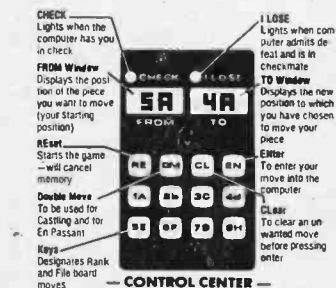 CHECK
Lights when the
computer has you
in check
FROM Window
Displays the posi
tion of the piece
you want to move
(your starting
position)
REset
Starts the game
—will cancel
memory
Double Move
To be used for
Castling and for
En Passant
Keys
Designates Rank
and File board
moves
CHECK I LOSE
5A 4A
FROM TO
RE DM CL EN
1A 2b 3C 4d
5E 6F 7G 8H
— CONTROL CENTER —
I LOSE
Lights when com
puter admits de
feat and is in
checkmate
TO Window
Displays the new
position to which
you have chosen
to move your
piece
ENter
To enter your
move into the
computer
CLear
To clear an un
wanted move
before pressing
enter